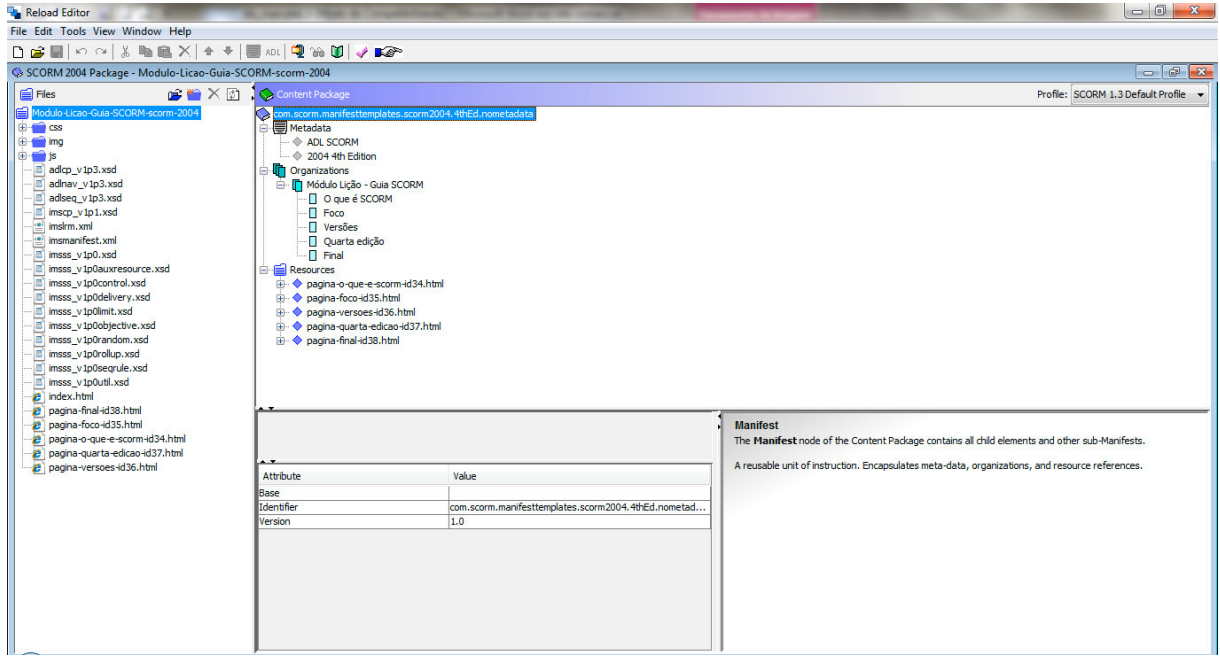 Reload Editor
File Edit Tools View Window Help
ADL
SCORM 2004 Package - Modulo-Licao-Guia-SCORM-scorm-2004
Files
Modulo-Licao-Guia-SCORM-scorm-2004
css
img
js
adlcp_v1p3.xsd
adlnav_v1p3.xsd
adlseq_v1p3.xsd
imscp_v1p1.xsd
imslrm.xml
imsmanifest.xml
imsss_v1p0.xsd
imsss_v1p0auxresource.xsd
imsss_v1p0control.xsd
imsss_v1p0delivery.xsd
imsss_v1p0limit.xsd
imsss_v1p0objective.xsd
imsss_v1p0random.xsd
imsss_v1p0rollup.xsd
imsss_v1p0seqrule.xsd
imsss_v1p0util.xsd
index.html
pagina-final-id38.html
pagina-foco-id35.html
pagina-o-que-e-scorm-id34.html
pagina-quarta-edicao-id37.html
pagina-versoes-id36.html
Content Package
Profile: SCORM 1.3 Default Profile
com.scorm.manifesttemplates.scorm2004.4thEd.nometadata
Metadata
ADL SCORM
2004 4th Edition
Organizations
Módulo Lição - Guia SCORM
O que é SCORM
Foco
Versões
Quarta edição
Final
Resources
pagina-o-que-e-scorm-id34.html
pagina-foco-id35.html
pagina-versoes-id36.html
pagina-quarta-edicao-id37.html
pagina-final-id38.html
Attribute Value
Base
Identifier com.scorm.manifesttemplates.scorm2004.4thEd.nometad...
Version 1.0
Manifest
The Manifest node of the Content Package contains all child elements and other sub-Manifests.
A reusable unit of instruction. Encapsulates meta-data, organizations, and resource references.